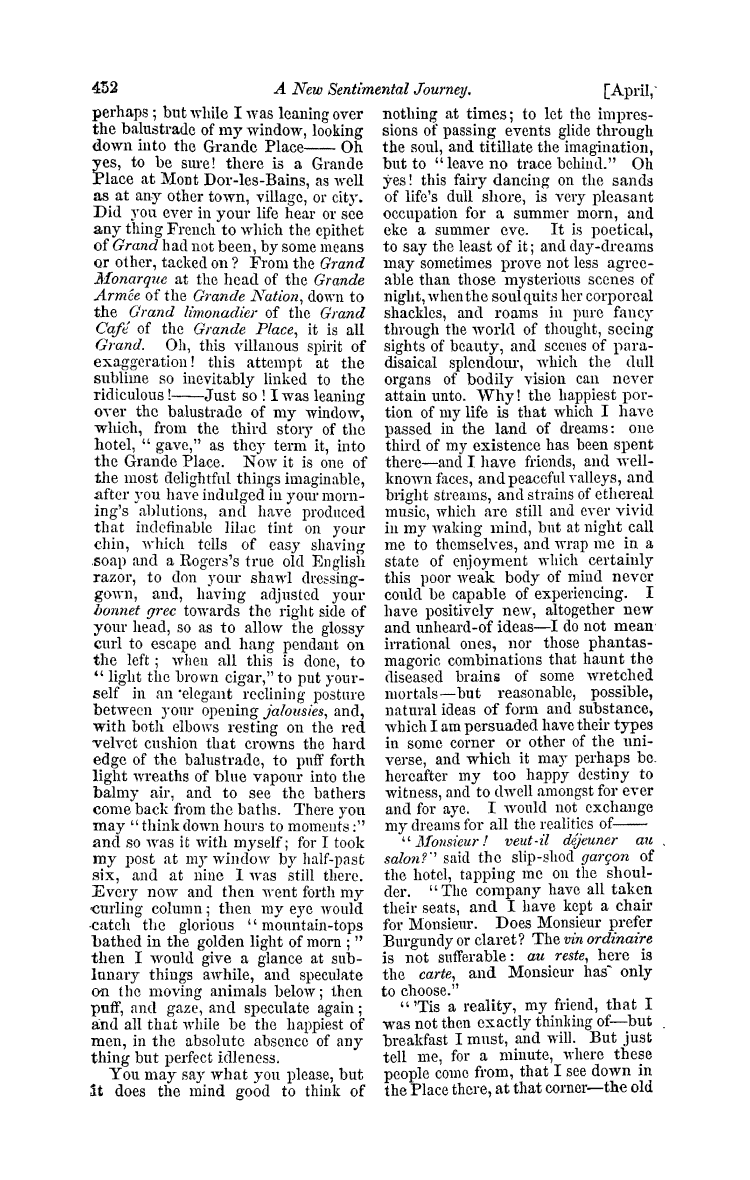 452
A New Sentimental Journey.
[April,
perhaps; but while I was leaning over
the balustrade of my window, looking
down into the Grande Place—— Oh
yes, to be sure! there is a Grande
Place at Mont Dor-les-Bains, as well
as at any other town, village, or city.
Did you ever in your life hear or see
any thing French to which the epithet
of Grand had not been, by some means
or other, tacked on? From the Grand
Monarque at the head of the Grande
Armée of the Grande Nation, down to
the Grand limonadier of the Grand
Café of the Grande Place, it is all
Grand. Oh, this villanous spirit of
exaggeration! this attempt at the
sublime so inevitably linked to the
ridiculous!——Just so! I was leaning
over the balustrade of my window,
which, from the third story of the
hotel, "gave," as they term it, into
the Grande Place. Now it is one of
the most delightful things imaginable,
after you have indulged in your morn-
ing's ablutions, and have produced
that indefinable lilac tint on your
chin, which tells of easy shaving
soap and a Rogers's true old English
razor, to don your shawl dressing-
gown, and, having adjusted your
bonnet grec towards the right side of
your head, so as to allow the glossy
curl to escape and hang pendant on
the left; when all this is done, to
"light the brown cigar," to put your-
self in an elegant reclining posture
between your opening jalousies, and,
with both elbows resting on the red
velvet cushion that crowns the hard
edge of the balustrade, to puff forth
light wreaths of blue vapour into the
balmy air, and to see the bathers
come back from the baths. There you
may "think down hours to moments:"
and so was it with myself; for I took
my post at my window by half-past
six, and at nine I was still there.
Every now and then went forth my
curling column; then my eye would
catch the glorious "mountain-tops
bathed in the golden light of morn;"
then I would give a glance at sub-
lunary things awhile, and speculate
on the moving animals below; then
puff, and gaze, and speculate again;
and all that while be the happiest of
men, in the absolute absence of any
thing but perfect idleness.
You may say what you please, but
it does the mind good to think of
nothing at times; to let the impres-
sions of passing events glide through
the soul, and titillate the imagination,
but to "leave no trace behind." Oh
yes! this fairy dancing on the sands
of life's dull shore, is very pleasant
occupation for a summer morn, and
eke a summer eve. It is poetical,
to say the least of it; and day-dreams
may sometimes prove not less agree-
able than those mysterious scenes of
night, when the soul quits her corporeal
shackles, and roams in pure fancy
through the world of thought, seeing
sights of beauty, and scenes of para-
disaical splendour, which the dull
organs of bodily vision can never
attain unto. Why! the happiest por-
tion of my life is that which I have
passed in the land of dreams: one
third of my existence has been spent
there—and I have friends, and well-
known faces, and peaceful valleys, and
bright streams, and strains of ethereal
music, which are still and ever vivid
in my waking mind, but at night call
me to themselves, and wrap me in a
state of enjoyment which certainly
this poor weak body of mind never
could be capable of experiencing. I
have positively new, altogether new
and unheard-of ideas—I do not mean
irrational ones, nor those phantas-
magoric combinations that haunt the
diseased brains of some wretched
mortals—but reasonable, possible,
natural ideas of form and substance,
which I am persuaded have their types
in some corner or other of the uni-
verse, and which it may perhaps be
hereafter my too happy destiny to
witness, and to dwell amongst for ever
and for aye. I would not exchange
my dreams for all the realities of——
"Monsieur! veut-il déjeuner au
salon?" said the slip-shod garçon of
the hotel, tapping me on the shoul-
der. "The company have all taken
their seats, and I have kept a chair
for Monsieur. Does Monsieur prefer
Burgundy or claret? The vin ordinaire
is not sufferable: au reste, here is
the carte, and Monsieur has only
to choose."
"'Tis a reality, my friend, that I
was not then exactly thinking of—but
breakfast I must, and will. But just
tell me, for a minute, where these
people come from, that I see down in
the Place there, at that corner—the old